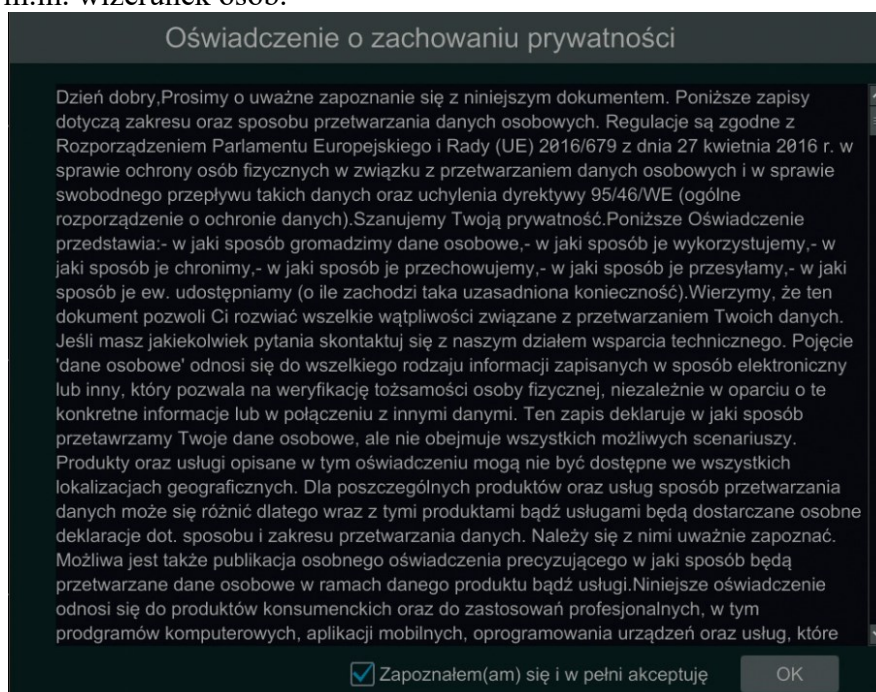 m.in. wizerunek osób.
Oświadczenie o zachowaniu prywatności
Dzień dobry,Prosimy o uważne zapoznanie się z niniejszym dokumentem. Poniższe zapisy
dotyczą zakresu oraz sposobu przetwarzania danych osobowych. Regulacje są zgodne z
Rozporządzeniem Parlamentu Europejskiego i Rady (UE) 2016/679 z dnia 27 kwietnia 2016 r. w
sprawie ochrony osób fizycznych w związku z przetwarzaniem danych osobowych i w sprawie
swobodnego przepływu takich danych oraz uchylenia dyrektywy 95/46/WE (ogólne
rozporządzenie o ochronie danych).Szanujemy Twoją prywatność.Poniższe Oświadczenie
przedstawia:- w jaki sposób gromadzimy dane osobowe,- w jaki sposób je wykorzystujemy,- w
jaki sposób je chronimy,- w jaki sposób je przechowujemy,- w jaki sposób je przesyłamy,- w jaki
sposób je ew. udostępniamy (o ile zachodzi taka uzasadniona konieczność).Wierzymy, że ten
dokument pozwoli Ci rozwiać wszelkie wątpliwości związane z przetwarzaniem Twoich danych.
Jeśli masz jakiekolwiek pytania skontaktuj się z naszym działem wsparcia technicznego. Pojęcie
'dane osobowe' odnosi się do wszelkiego rodzaju informacji zapisanych w sposób elektroniczny
lub inny, który pozwala na weryfikację tożsamości osoby fizycznej, niezależnie w oparciu o te
konkretne informacje lub w połączeniu z innymi danymi. Ten zapis deklaruje w jaki sposób
przetawrzamy Twoje dane osobowe, ale nie obejmuje wszystkich możliwych scenariuszy.
Produkty oraz usługi opisane w tym oświadczeniu mogą nie być dostępne we wszystkich
lokalizacjach geograficznych. Dla poszczególnych produktów oraz usług sposób przetwarzania
danych może się różnić dlatego wraz z tymi produktami bądź usługami będą dostarczane osobne
deklaracje dot. sposobu i zakresu przetwarzania danych. Należy się z nimi uważnie zapoznać.
Możliwa jest także publikacja osobnego oświadczenia precyzującego w jaki sposób będą
przetwarzane dane osobowe w ramach danego produktu bądź usługi.Niniejsze oświadczenie
odnosi się do produktów konsumenckich oraz do zastosowań profesjonalnych, w tym
prodgramów komputerowych, aplikacji mobilnych, oprogramowania urządzeń oraz usług, które
Zapoznałem(am) się i w pełni akceptuję OK